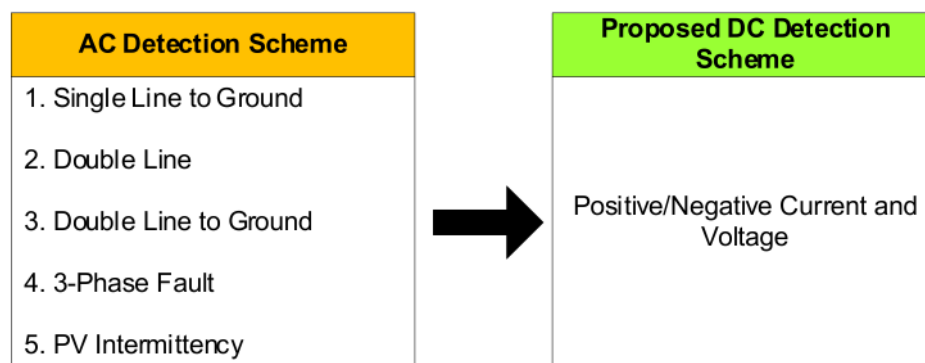 AC Detection Scheme
1. Single Line to Ground
2. Double Line
3. Double Line to Ground
4. 3-Phase Fault
5. PV Intermittency
Proposed DC Detection
Scheme
Positive/Negative Current and
Voltage